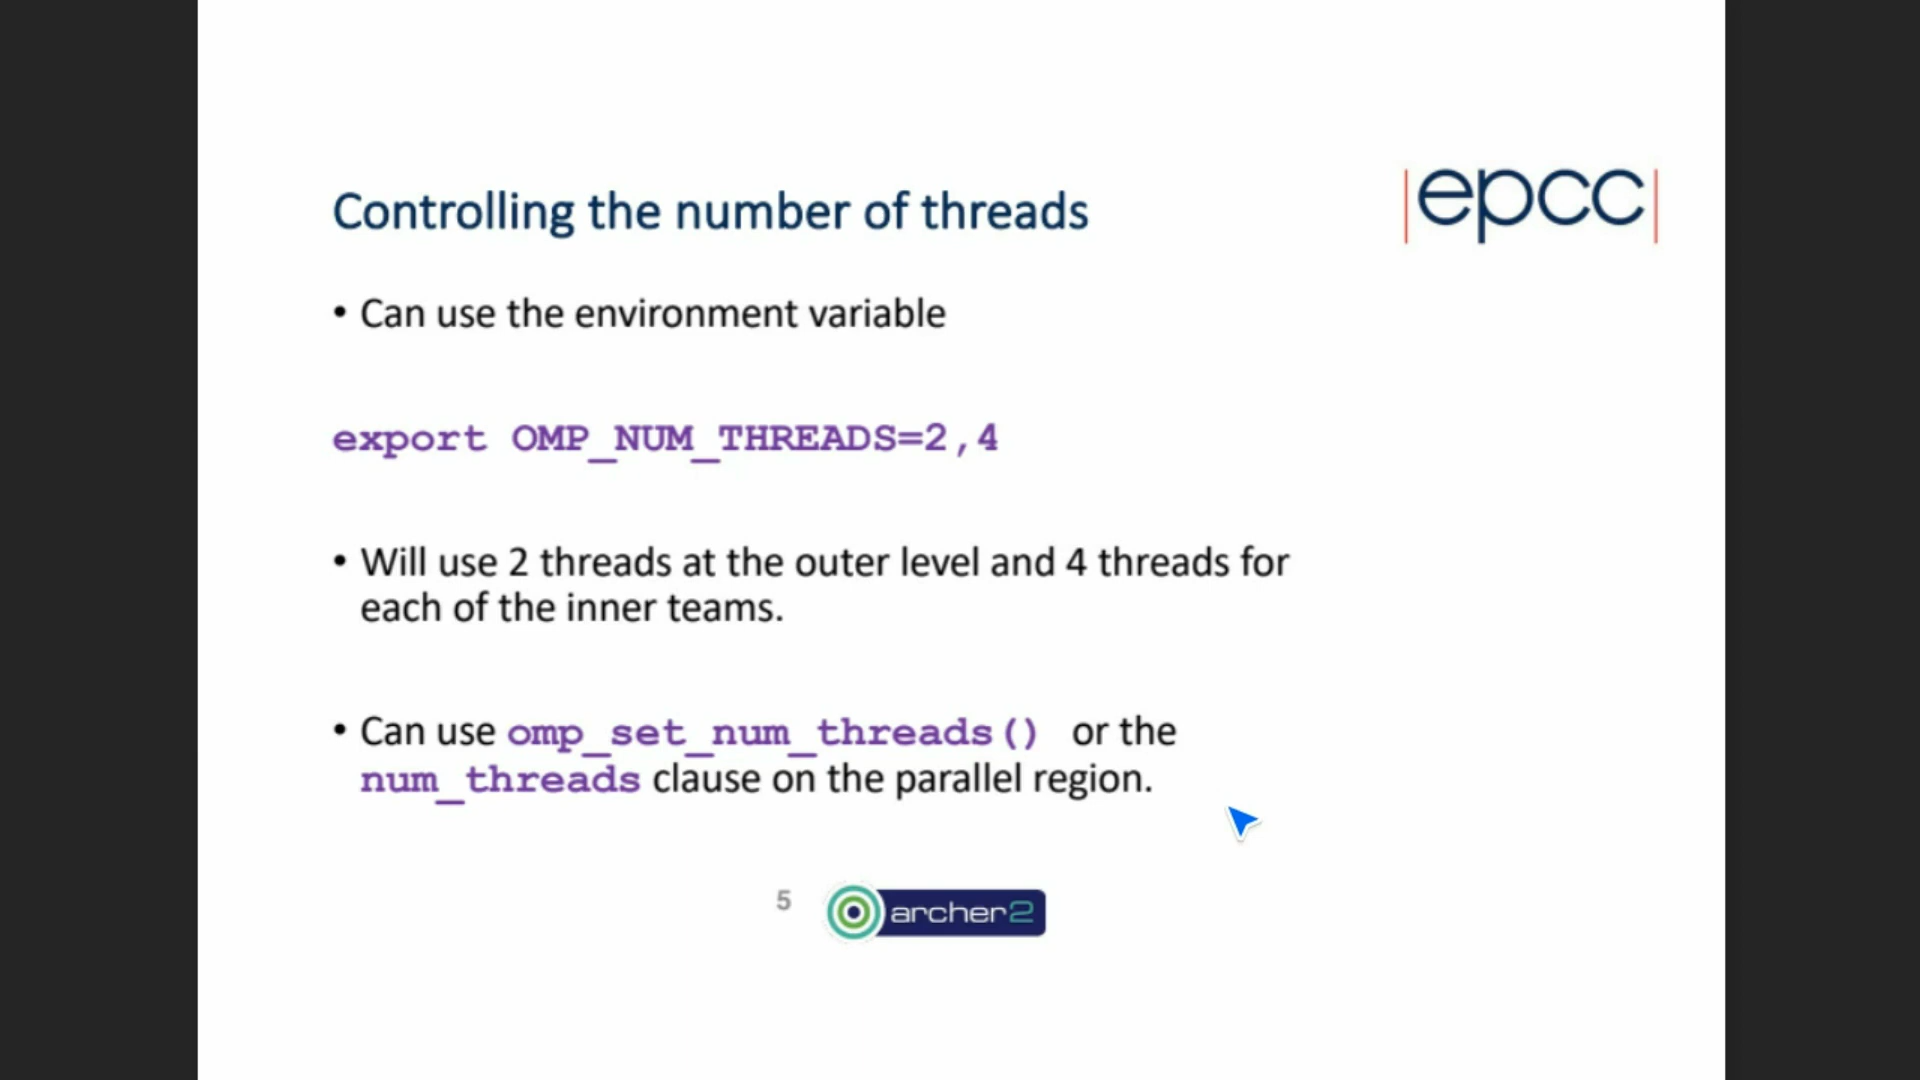 Controlling the number of threads
|epcc|
• Can use the environment variable
export OMP_NUM_THREADS=2,4
• Will use 2 threads at the outer level and 4 threads for
each of the inner teams.
• Can use omp_set_num_threads() or the
num_threads clause on the parallel region.
5
archer2